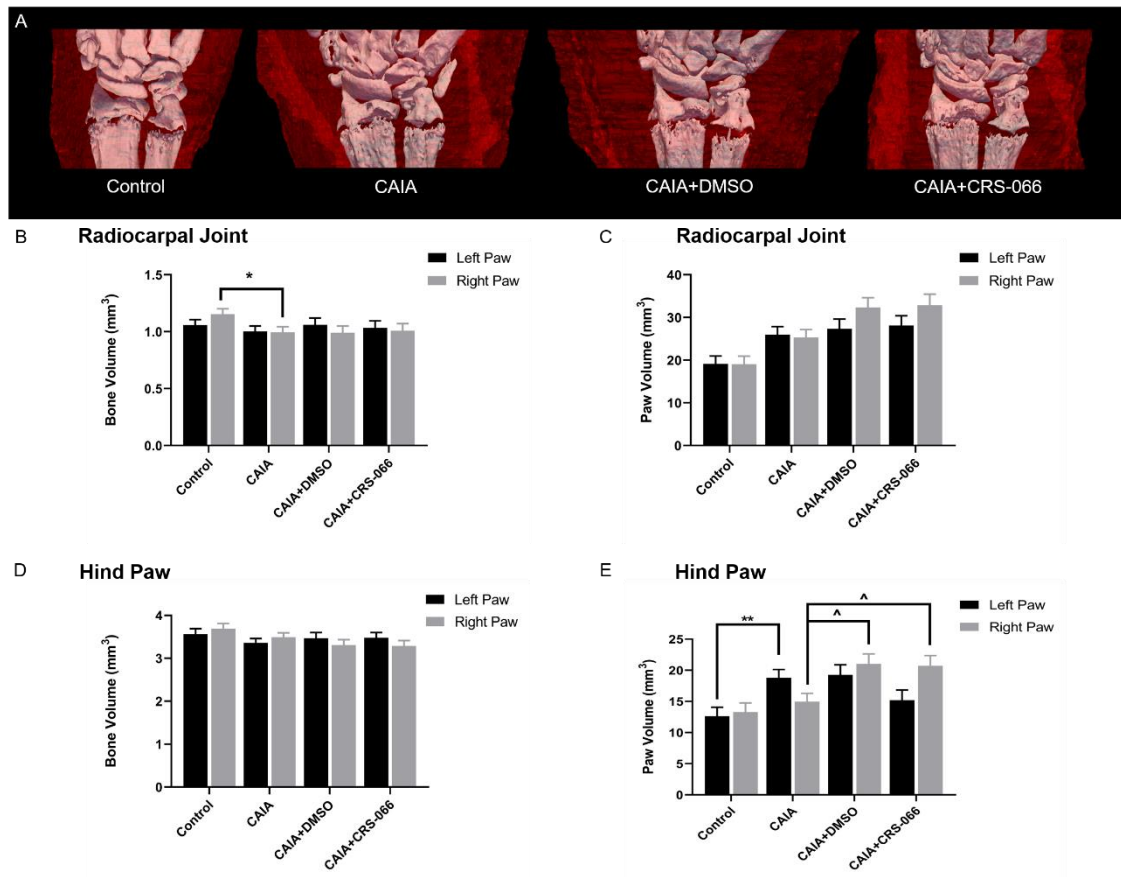 A
Control
CAIA
CAIA+DMSO
CAIA+CRS-066
B
Radiocarpal Joint
Left Paw
Right Paw
*
Bone Volume (mm³)
1.5
1.0
0.5
0.0
Control
CAIA
CAIA+DMSO
CAIA+CRS-066
C
Radiocarpal Joint
Left Paw
Right Paw
Paw Volume (mm³)
40
30
20
10
0
Control
CAIA
CAIA+DMSO
CAIA+CRS-066
D
Hind Paw
Left Paw
Right Paw
Bone Volume (mm³)
4
3
2
1
0
Control
CAIA
CAIA+DMSO
CAIA+CRS-066
E
Hind Paw
Left Paw
Right Paw
**
^
^
Paw Volume (mm³)
25
20
15
10
5
0
Control
CAIA
CAIA+DMSO
CAIA+CRS-066